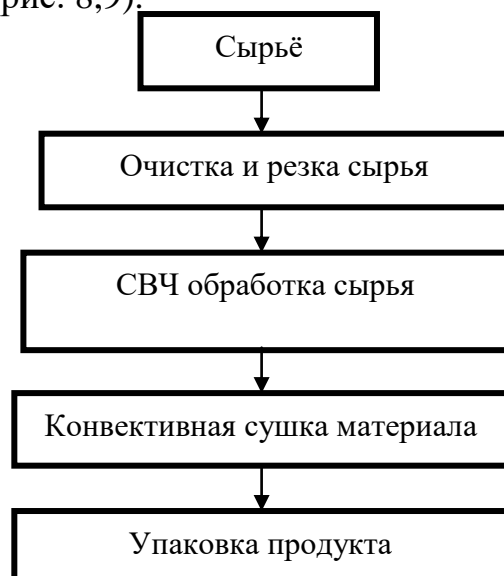 рис. 8,9).
Сырьё
Очистка и резка сырья
СВЧ обработка сырья
Конвективная сушка материала
Упаковка продукта